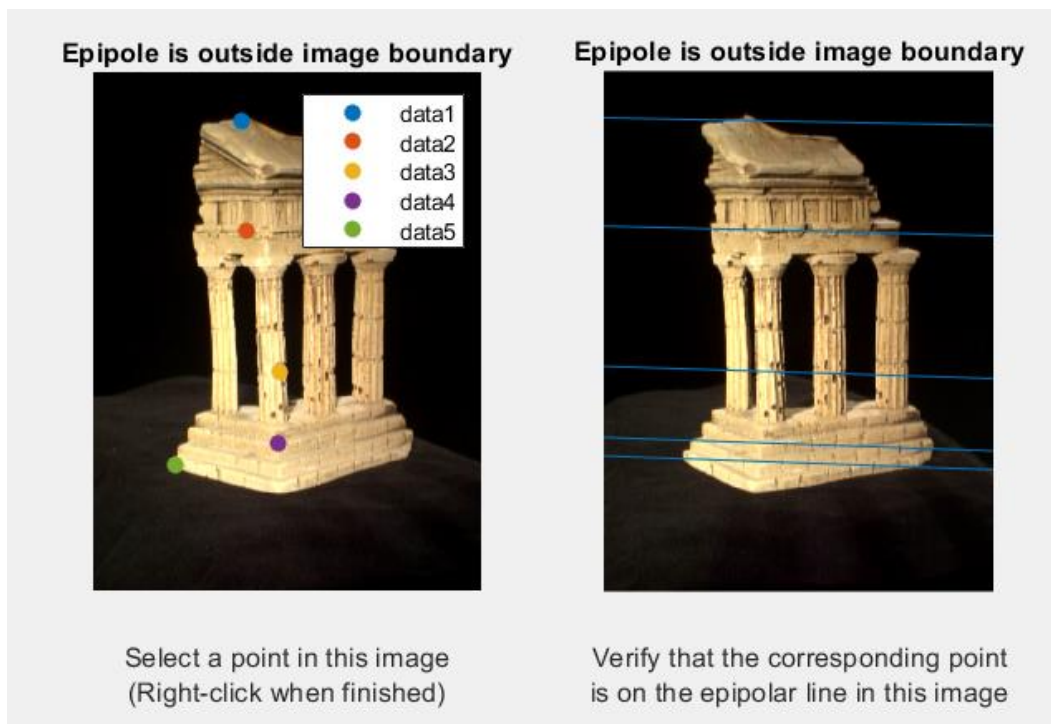 Epipole is outside image boundary
data1
data2
data3
data4
data5
Select a point in this image
(Right-click when finished)
Epipole is outside image boundary
Verify that the corresponding point
is on the epipolar line in this image